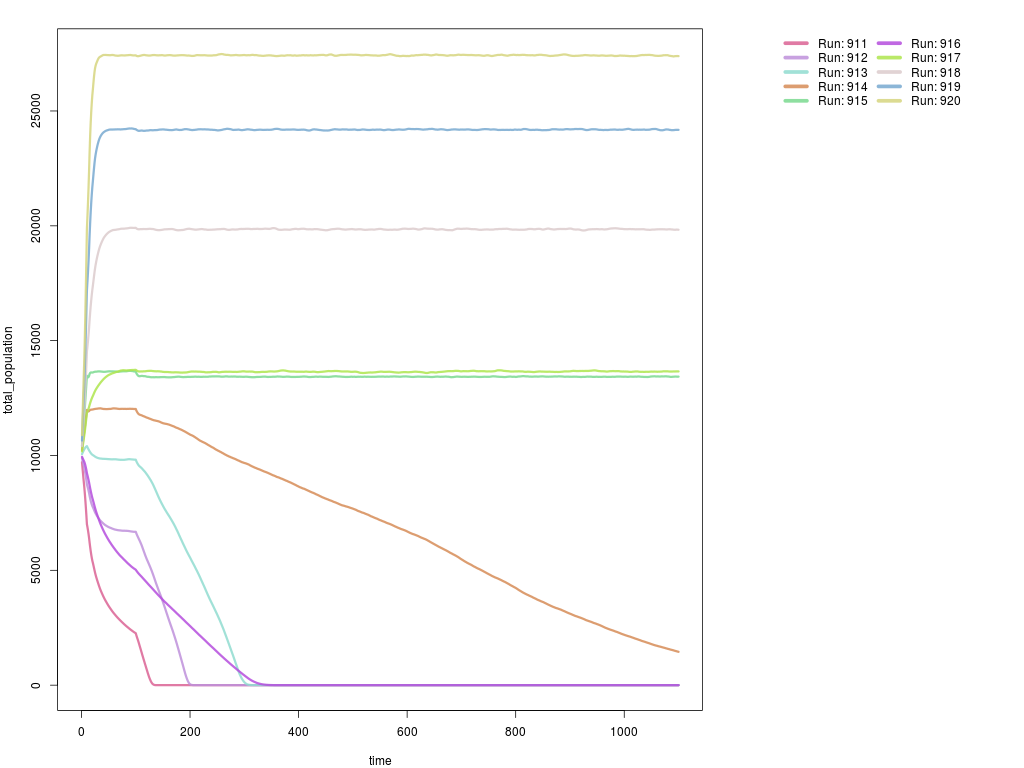 Run: 911
Run: 912
Run: 913
Run: 914
Run: 915
Run: 916
Run: 917
Run: 918
Run: 919
Run: 920
total_population
25000
20000
15000
10000
5000
0
0 200 400 600 800 1000
time